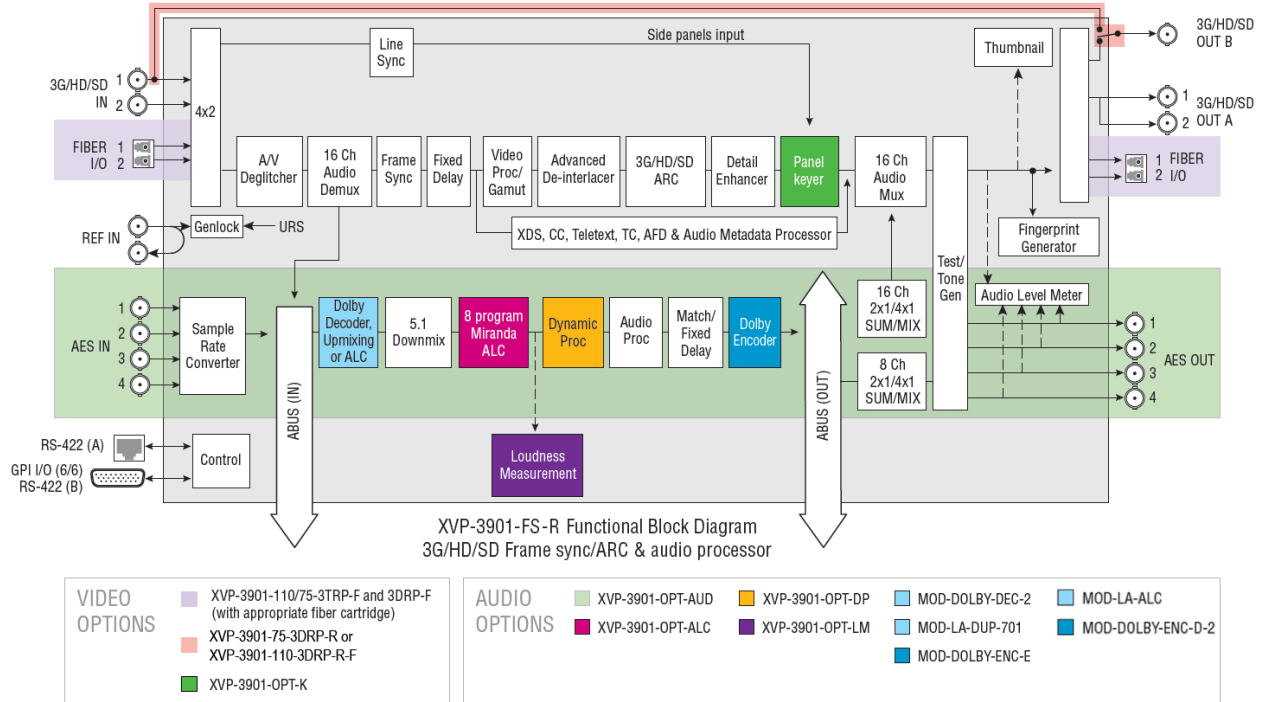 3G/HD/SD
IN
1
2
FIBER
I/O
1
2
REF IN
4x2
Line
Sync
Side panels input
Thumbnail
3G/HD/SD
OUT B
1
2
3G/HD/SD
OUT A
1
2
FIBER
I/O
A/V
Deglitcher
16 Ch
Audio
Demux
Frame
Sync
Fixed
Delay
Video
Proc/
Gamut
Advanced
De-interlacer
3G/HD/SD
ARC
Detail
Enhancer
Panel
keyer
16 Ch
Audio
Mux
Genlock
URS
XDS, CC, Teletext, TC, AFD & Audio Metadata Processor
Fingerprint
Generator
Test/
Tone
Gen
Audio Level Meter
AES IN
1
2
3
4
Sample
Rate
Converter
ABUS (IN)
Dolby
Decoder,
Upmixing
or ALC
5.1
Downmix
8 program
Miranda
ALC
Dynamic
Proc
Audio
Proc
Match/
Fixed
Delay
Dolby
Encoder
ABUS (OUT)
16 Ch
2x1/4x1
SUM/MIX
8 Ch
2x1/4x1
SUM/MIX
1
2
3
4
AES OUT
RS-422 (A)
GPI I/O (6/6)
RS-422 (B)
Control
Loudness
Measurement
XVP-3901-FS-R Functional Block Diagram
3G/HD/SD Frame sync/ARC & audio processor
VIDEO
OPTIONS
XVP-3901-110/75-3TRP-F and 3DRP-F
(with appropriate fiber cartridge)
XVP-3901-75-3DRP-R or
XVP-3901-110-3DRP-R-F
XVP-3901-OPT-K
AUDIO
OPTIONS
XVP-3901-OPT-AUD
XVP-3901-OPT-ALC
XVP-3901-OPT-DP
XVP-3901-OPT-LM
MOD-DOLBY-DEC-2
MOD-LA-DUP-701
MOD-DOLBY-ENC-E
MOD-LA-ALC
MOD-DOLBY-ENC-D-2